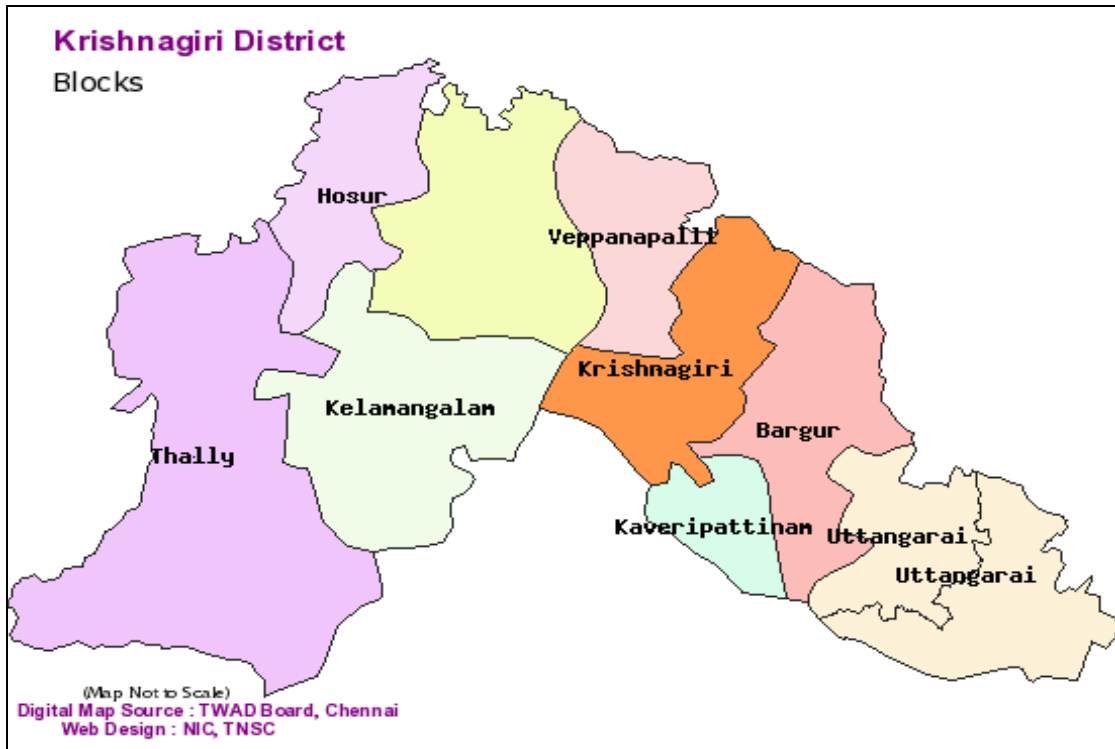 Krishnagiri District
Blocks
Hosur
Veppanapalli
Krishnagiri
Kelamangalam
Bargur
Thally
Kaveripattinam
Uttangarai
Uttangarai
(Map Not to Scale)
Digital Map Source : TWAD Board, Chennai
Web Design : NIC, TNSC